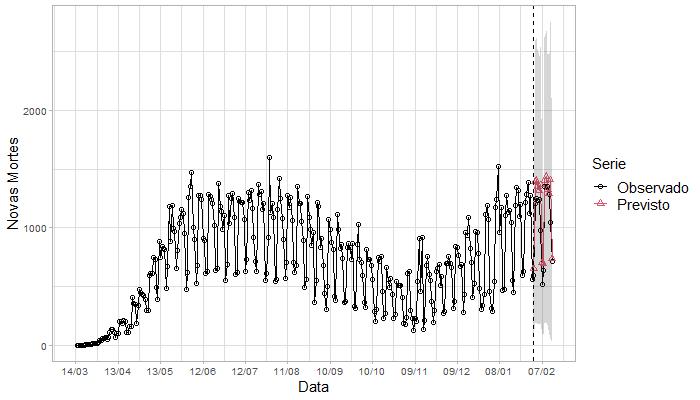 Novas Mortes
2000
1000
0
14/03 13/04 13/05 12/06 12/07 11/08 10/09 10/10 09/11 09/12 08/01 07/02
Data
Serie
Observado
Previsto